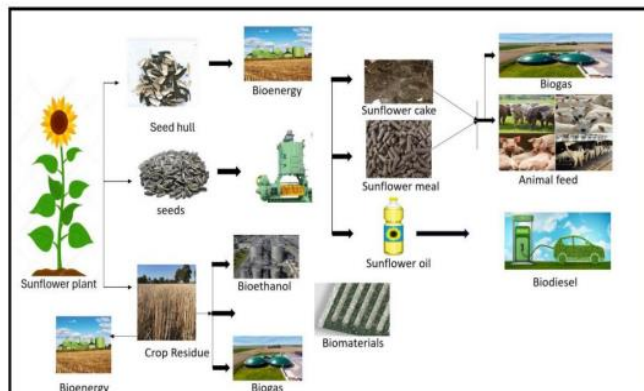 Seed hull
Bioenergy
Sunflower cake
Biogas
seeds
Sunflower meal
Animal feed
Sunflower plant
Bioethanol
Sunflower oil
Biodiesel
Crop Residue
Biomaterials
Bioenergy
Biogas